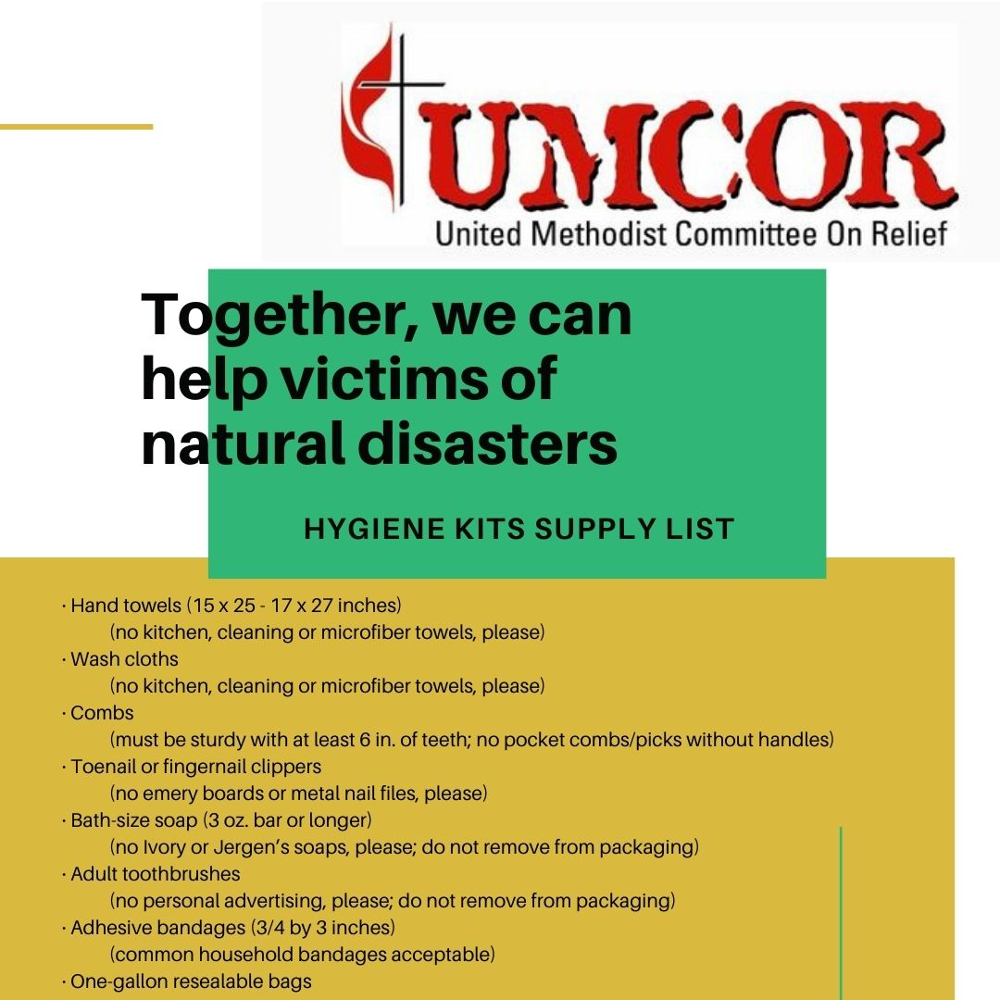 UMCOR
United Methodist Committee On Relief
Together, we can
help victims of
natural disasters
HYGIENE KITS SUPPLY LIST
· Hand towels (15 x 25 - 17 x 27 inches)
(no kitchen, cleaning or microfiber towels, please)
· Wash cloths
(no kitchen, cleaning or microfiber towels, please)
· Combs
(must be sturdy with at least 6 in. of teeth; no pocket combs/picks without handles)
· Toenail or fingernail clippers
(no emery boards or metal nail files, please)
· Bath-size soap (3 oz. bar or longer)
(no Ivory or Jergen’s soaps, please; do not remove from packaging)
· Adult toothbrushes
(no personal advertising, please; do not remove from packaging)
· Adhesive bandages (3/4 by 3 inches)
(common household bandages acceptable)
· One-gallon resealable bags